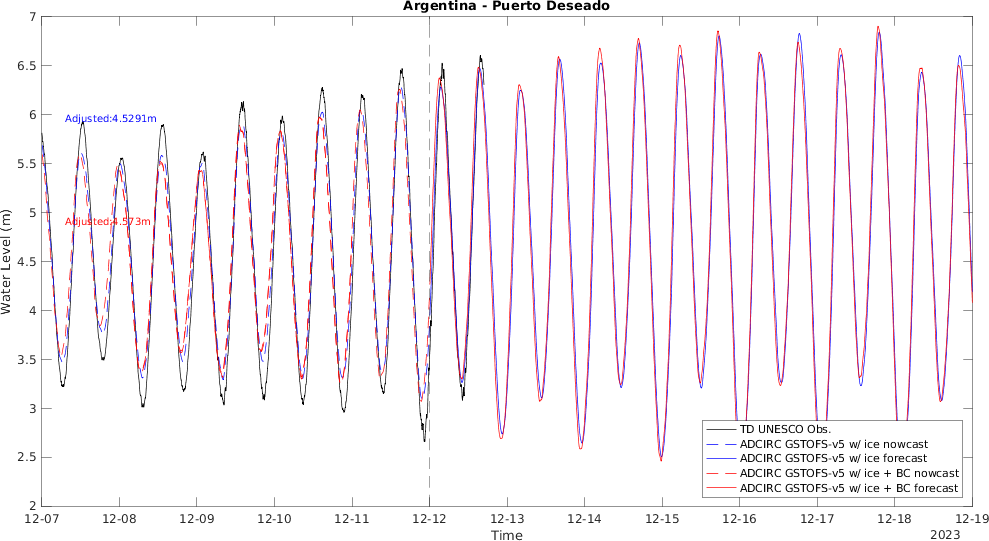 Argentina - Puerto Deseado
Water Level (m)
7
6.5
6
5.5
5
4.5
4
3.5
3
2.5
2
Adjusted:4.5291m
Adjusted:4.573m
TD UNESCO Obs.
ADCIRC GSTOFS-v5 w/ ice nowcast
ADCIRC GSTOFS-v5 w/ ice forecast
ADCIRC GSTOFS-v5 w/ ice + BC nowcast
ADCIRC GSTOFS-v5 w/ ice + BC forecast
12-07 12-08 12-09 12-10 12-11 12-12 12-13 12-14 12-15 12-16 12-17 12-18 12-19
Time
2023